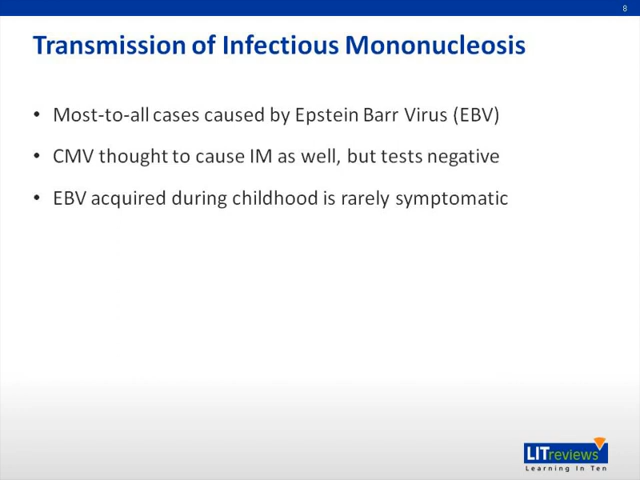 8
Transmission of Infectious Mononucleosis
• Most-to-all cases caused by Epstein Barr Virus (EBV)
• CMV thought to cause IM as well, but tests negative
• EBV acquired during childhood is rarely symptomatic
LITreviews
Learning In Ten